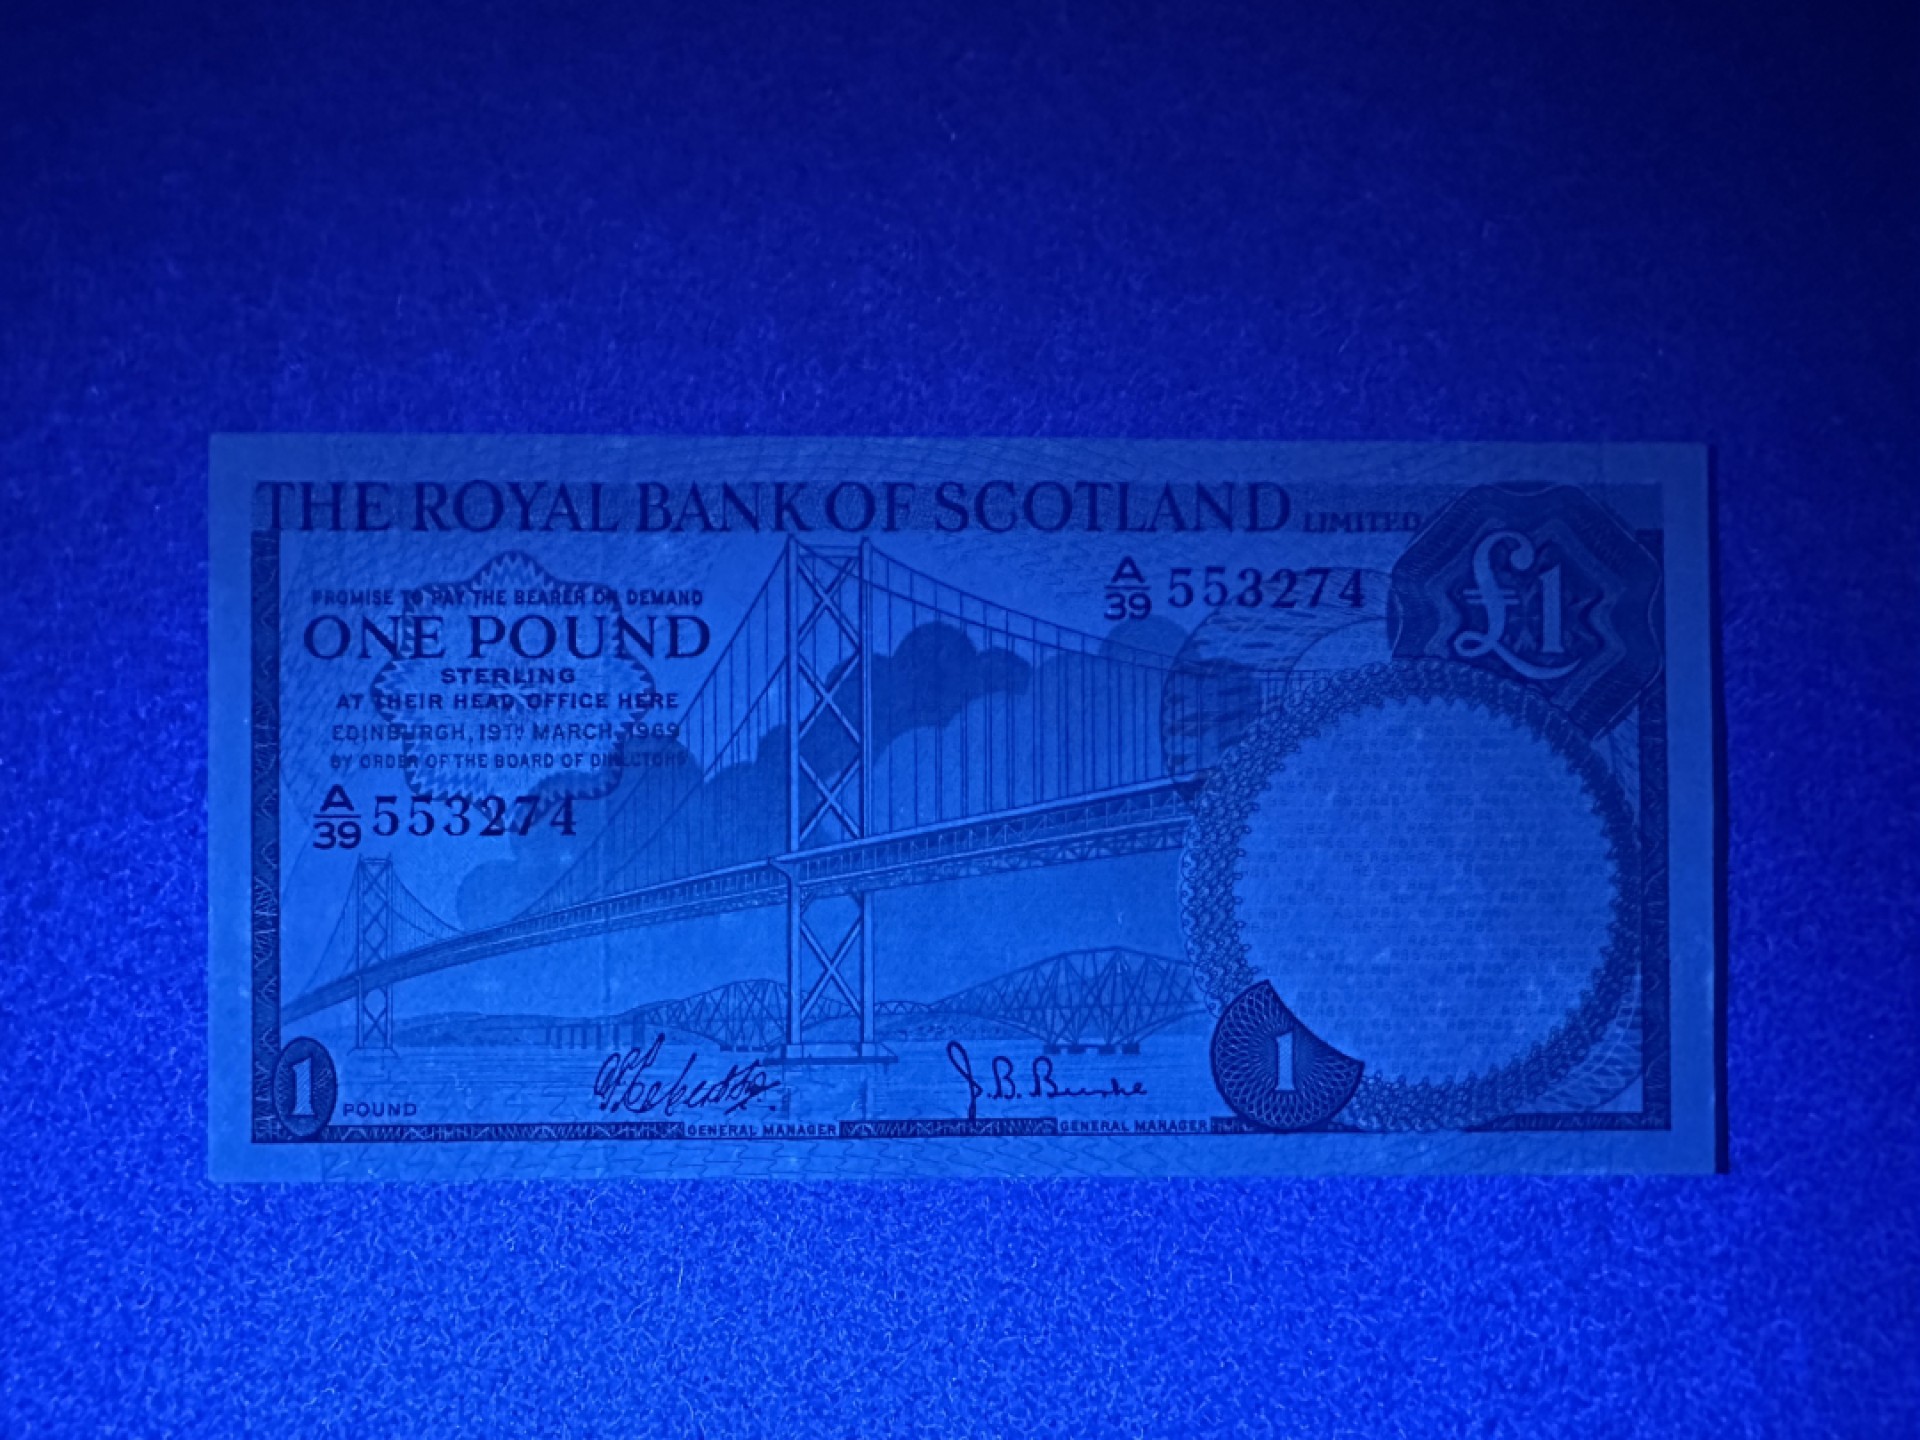 THE ROYAL BANK OF SCOTLAND LIMITED
£1
A/39 553274
PROMISE TO PAY THE BEARER ON DEMAND
ONE POUND
STERLING
AT THEIR HEAD OFFICE HERE
EDINBURGH, 19TH MARCH, 1969
BY ORDER OF THE BOARD OF DIRECTORS
A/39 553274
1 POUND
J.B. Burke
GENERAL MANAGER
GENERAL MANAGER
1